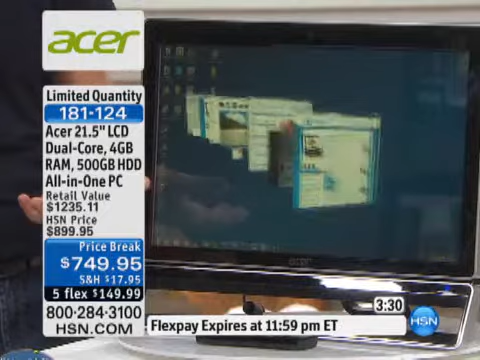 acer
Limited Quantity
181-124
Acer 21.5" LCD
Dual-Core, 4GB
RAM, 500GB HDD
All-in-One PC
Retail Value
$1235.11
HSN Price
$899.95
Price Break
$749.95
S&H $17.95
5 flex $149.99
800·284·3100
HSN.COM
acer
3:30
Flexpay Expires at 11:59 pm ET
HSN